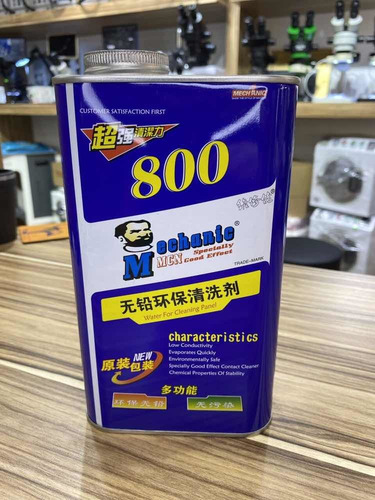 MECHANIC
CUSTOMER SATISFACTION FIRST
超强清潔力
800
Mechanic®
MCN Specialty
Good Effect
TRADE-MARK
无铅环保清洗剂
Water For Cleaning Panel
characteristics
Low Conductivity
Evaporates Quickly
Environmentally Safe
Specially Good Effect Contact Cleaner
Chemical Properties Of Stability
NEW
原装包装
多功能
环保无铅
无污染